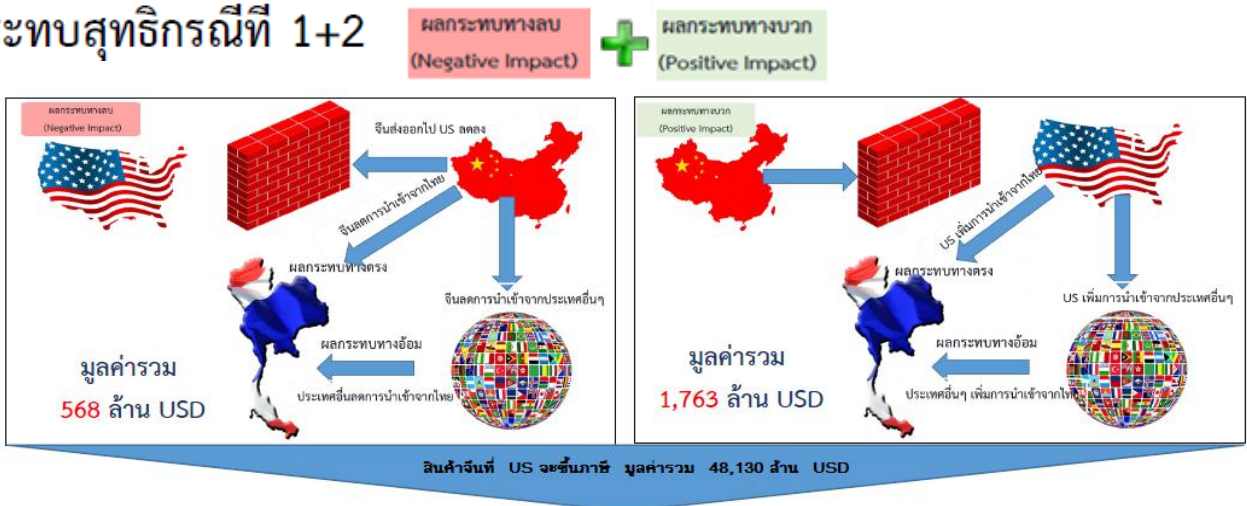 ะทบสุทธิกรณีที่ 1+2
ผลกระทบทางลบ
(Negative Impact)
ผลกระทบทางบวก
(Positive Impact)
ผลกระทบทางลบ
(Negative Impact)
จีนส่งออกไป US ลดลง
จีนลดการนำเข้าจากไทย
ผลกระทบทางตรง
จีนลดการนำเข้าจากประเทศอื่นๆ
ผลกระทบทางอ้อม
ประเทศอื่นลดการนำเข้าจากไทย
มูลค่ารวม
568 ล้าน USD
ผลกระทบทางบวก
(Positive Impact)
US เพิ่มการนำเข้าจากไทย
ผลกระทบทางตรง
US เพิ่มการนำเข้าจากประเทศอื่นๆ
ผลกระทบทางอ้อม
ประเทศอื่นๆ เพิ่มการนำเข้าจากไทย
มูลค่ารวม
1,763 ล้าน USD
สินค้าจีนที่ US จะขึ้นภาษี มูลค่ารวม 48,130 ล้าน USD